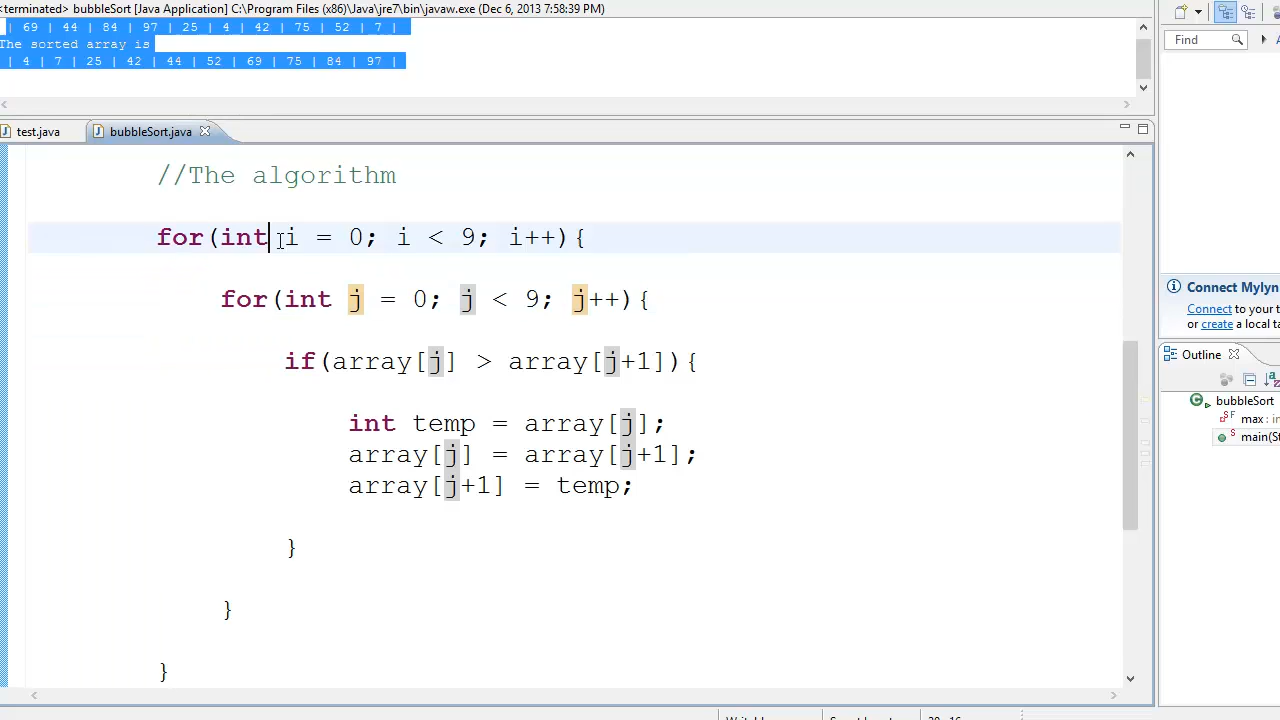 <terminated> bubbleSort [Java Application] C:\Program Files (x86)\Java\jre7\bin\javaw.exe (Dec 6, 2013 7:58:39 PM)
| 69 | 44 | 84 | 97 | 25 | 4 | 42 | 75 | 52 | 7 |
The sorted array is
| 4 | 7 | 25 | 42 | 44 | 52 | 69 | 75 | 84 | 97 |
Find
test.java
bubbleSort.java
//The algorithm
for(int i = 0; i < 9; i++){
for(int j = 0; j < 9; j++){
if(array[j] > array[j+1]){
int temp = array[j];
array[j] = array[j+1];
array[j+1] = temp;
}
}
}
Connect Mylyn
Connect to your t
or create a local ta
Outline
bubbleSort
max : in
main(St